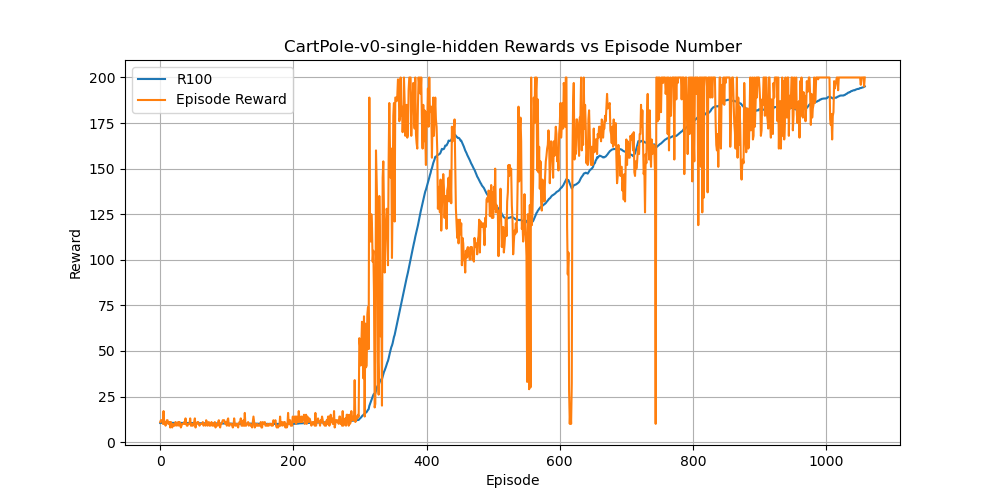 CartPole-v0-single-hidden Rewards vs Episode Number
R100
Episode Reward
Reward
200
175
150
125
100
75
50
25
0
0 200 400 600 800 1000
Episode